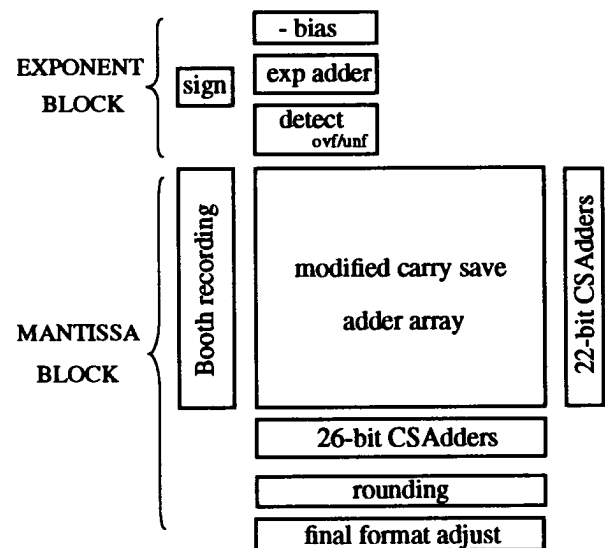 - bias
EXPONENT
BLOCK
sign
exp adder
detect
ovf/unf
MANTISSA
BLOCK
Booth recording
modified carry save
adder array
22-bit CSAdders
26-bit CSAdders
rounding
final format adjust